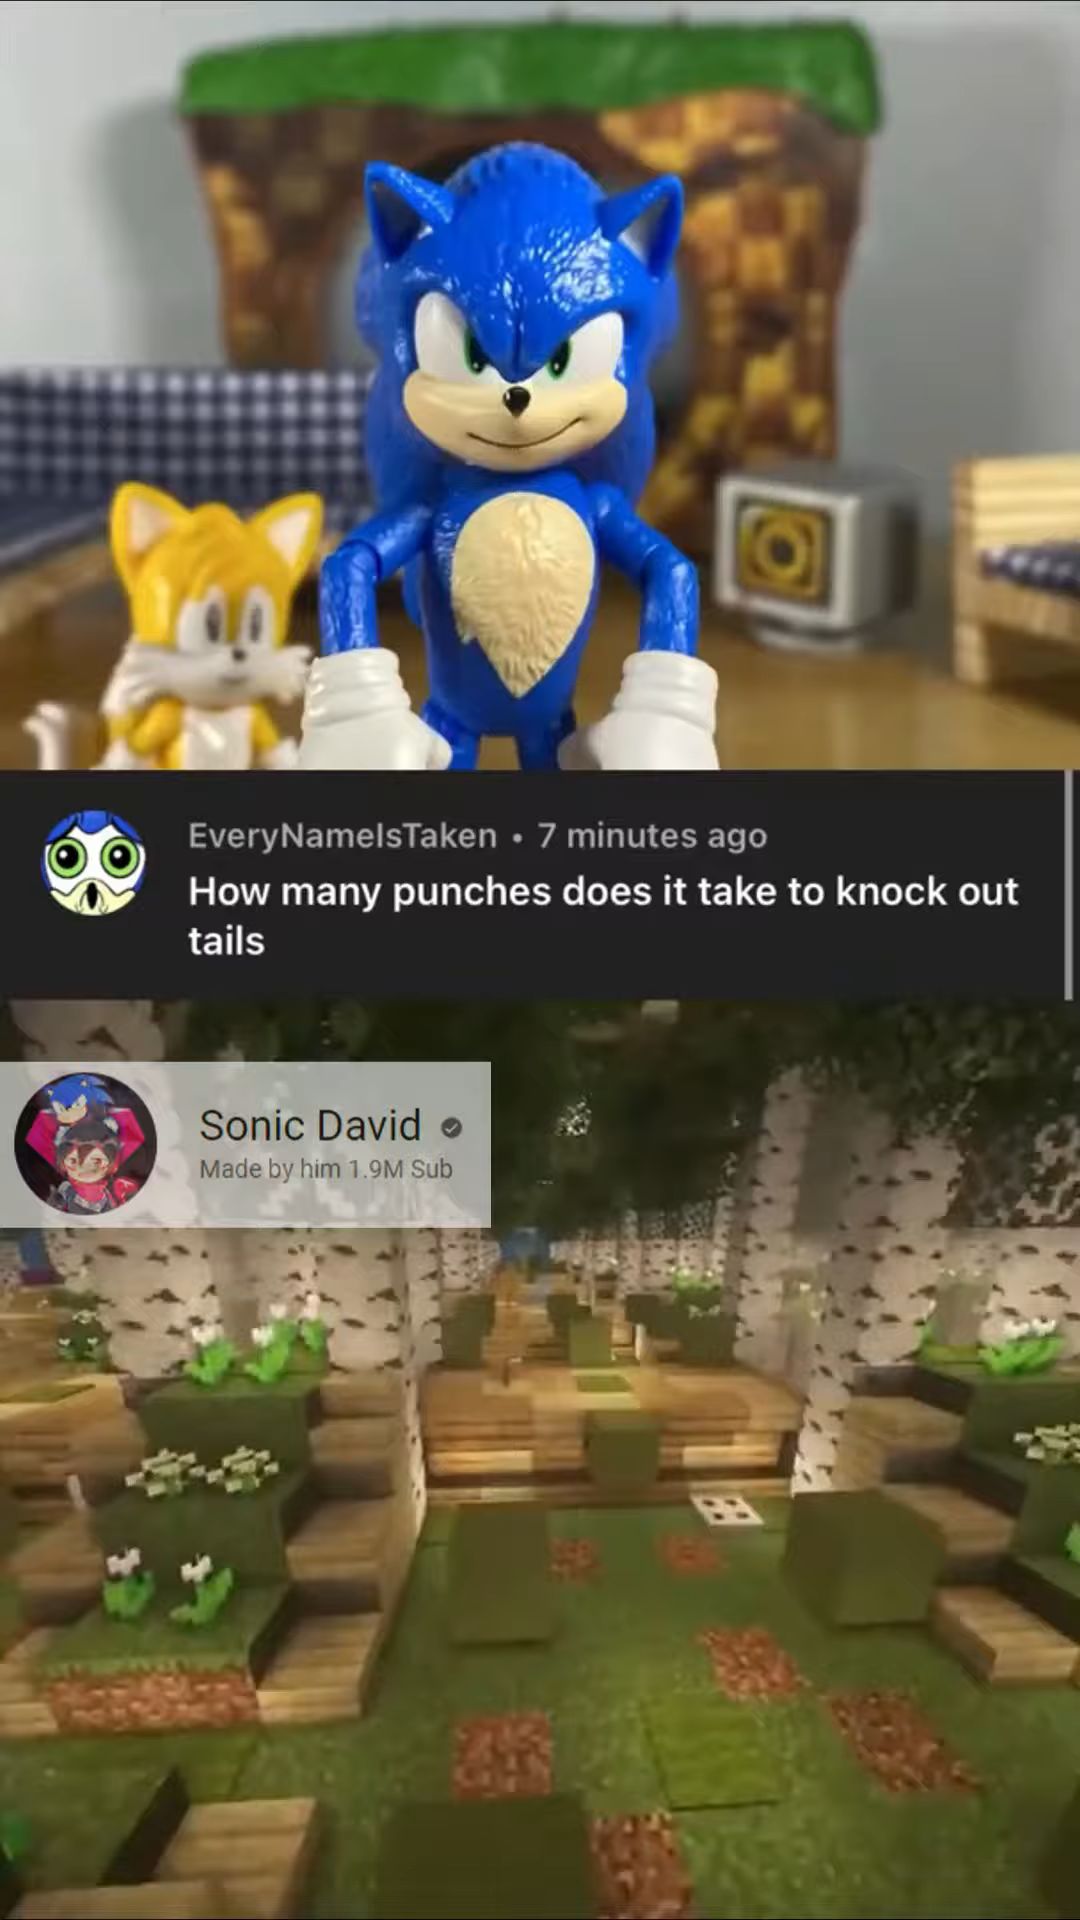 EveryNameIsTaken • 7 minutes ago
How many punches does it take to knock out
tails
Sonic David
Made by him 1.9M Sub